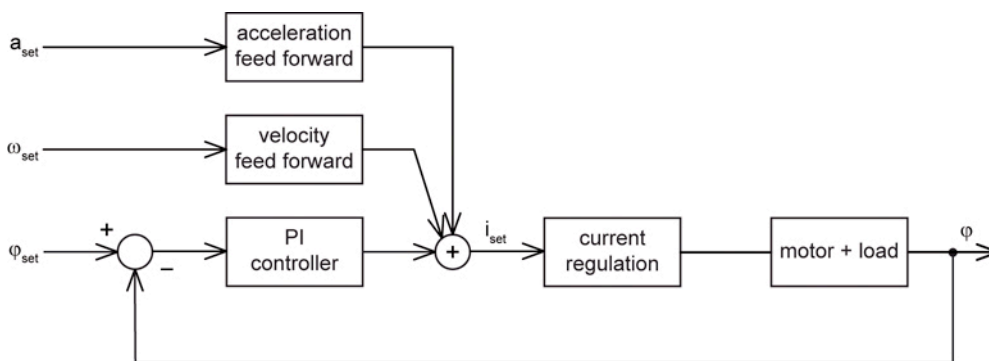 a_set
acceleration
feed forward
ω_set
velocity
feed forward
φ_set
+
−
PI
controller
+
i_set
current
regulation
motor + load
φ